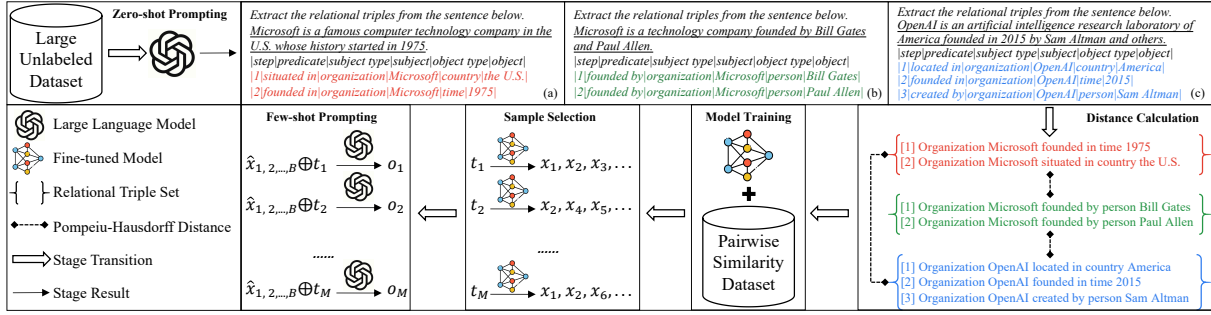 Zero-shot Prompting
Large
Unlabeled
Dataset
Extract the relational triples from the sentence below.
Microsoft is a famous computer technology company in
the U.S. whose history started in 1975.
|step|predicate|subject type|subject|object type|object|
|1|situated in|organization|Microsoft|country|the U.S.|
|2|founded in|organization|Microsoft|time|1975|
(a)
Extract the relational triples from the sentence below.
Microsoft is a technology company founded by Bill Gates
and Paul Allen.
|step|predicate|subject type|subject|object type|object|
|1|founded by|organization|Microsoft|person|Bill Gates|
|2|founded by|organization|Microsoft|person|Paul Allen|
(b)
Extract the relational triples from the sentence below.
OpenAI is an artificial intelligence research laboratory of
America founded in 2015 by Sam Altman and others.
|step|predicate|subject type|subject|object type|object|
|1|located in|organization|OpenAI|country|America|
|2|founded in|organization|OpenAI|time|2015|
|3|created by|organization|OpenAI|person|Sam Altman|
(c)
Large Language Model
Fine-tuned Model
Relational Triple Set
Pompeiu-Hausdorff Distance
Stage Transition
Stage Result
Few-shot Prompting
x̂1, 2,...,B⊕t1 o1
x̂1, 2,...,B⊕t2 o2
......
x̂1, 2,...,B⊕tM oM
Sample Selection
t1 x1, x2, x3, . . .
t2 x2, x4, x5, . . .
......
tM x1, x2, x6, . . .
Model Training
+
Pairwise
Similarity
Dataset
Distance Calculation
[1] Organization Microsoft founded in time 1975
[2] Organization Microsoft situated in country the U.S.
[1] Organization Microsoft founded by person Bill Gates
[2] Organization Microsoft founded by person Paul Allen
[1] Organization OpenAI located in country America
[2] Organization OpenAI founded in time 2015
[3] Organization OpenAI created by person Sam Altman